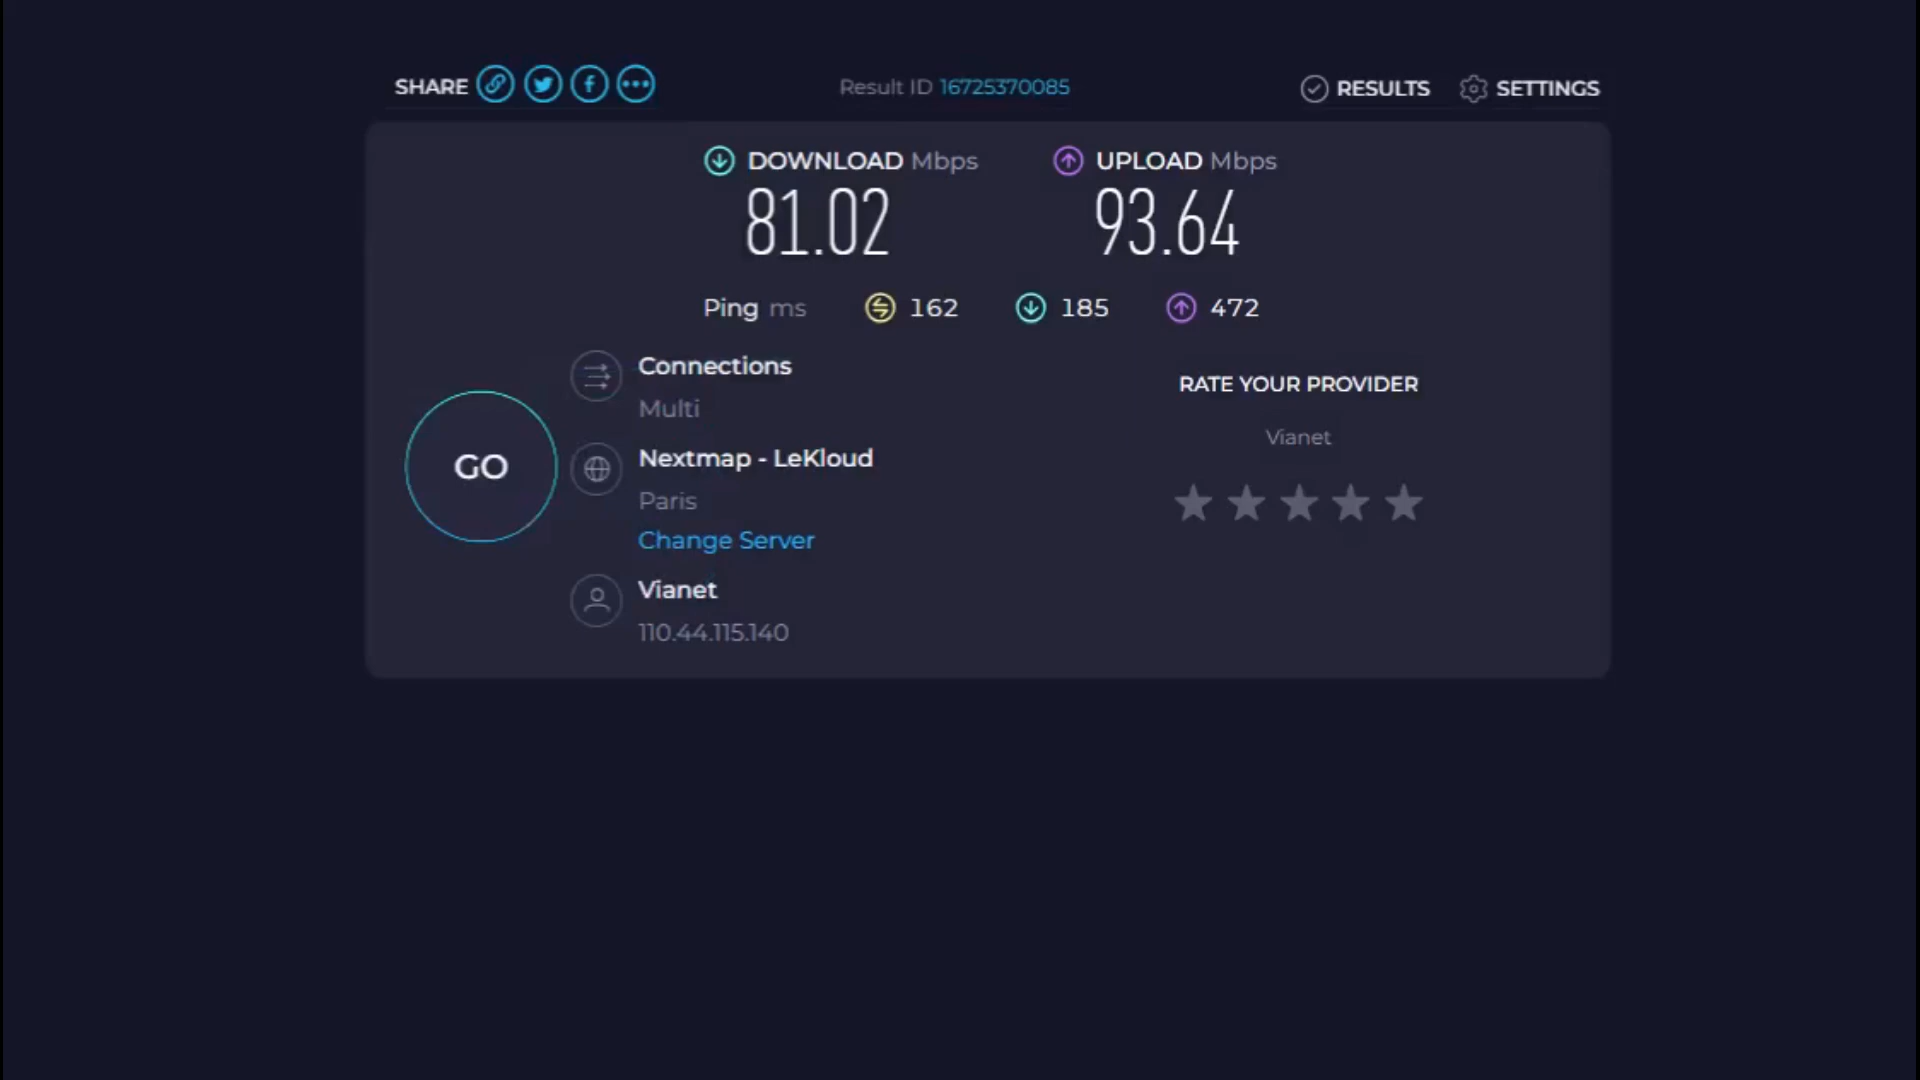 SHARE
Result ID 16725370085
RESULTS
SETTINGS
DOWNLOAD Mbps
81.02
UPLOAD Mbps
93.64
Ping ms 162 185 472
Connections
Multi
GO
Nextmap - LeKloud
Paris
Change Server
Vianet
110.44.115.140
RATE YOUR PROVIDER
Vianet